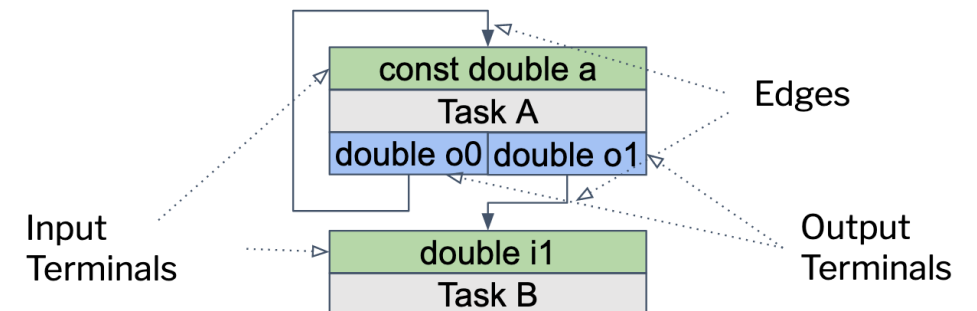 const double a
Task A
Edges
double o0
double o1
Input
Terminals
Output
Terminals
double i1
Task B